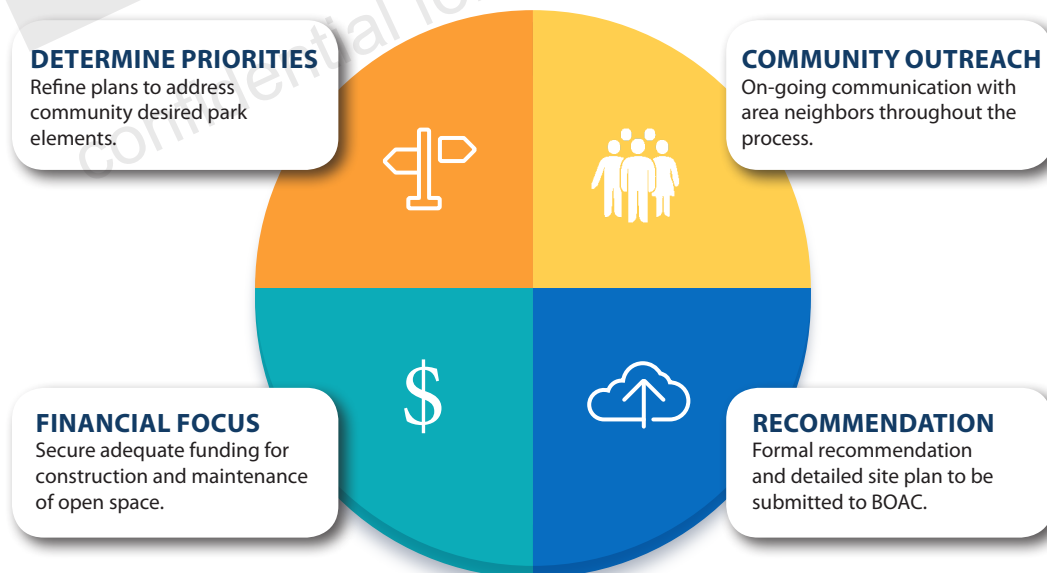 DETERMINE PRIORITIES
Refine plans to address
community desired park
elements.
COMMUNITY OUTREACH
On-going communication with
area neighbors throughout the
process.
$
FINANCIAL FOCUS
Secure adequate funding for
construction and maintenance
of open space.
RECOMMENDATION
Formal recommendation
and detailed site plan to be
submitted to BOAC.
confidential